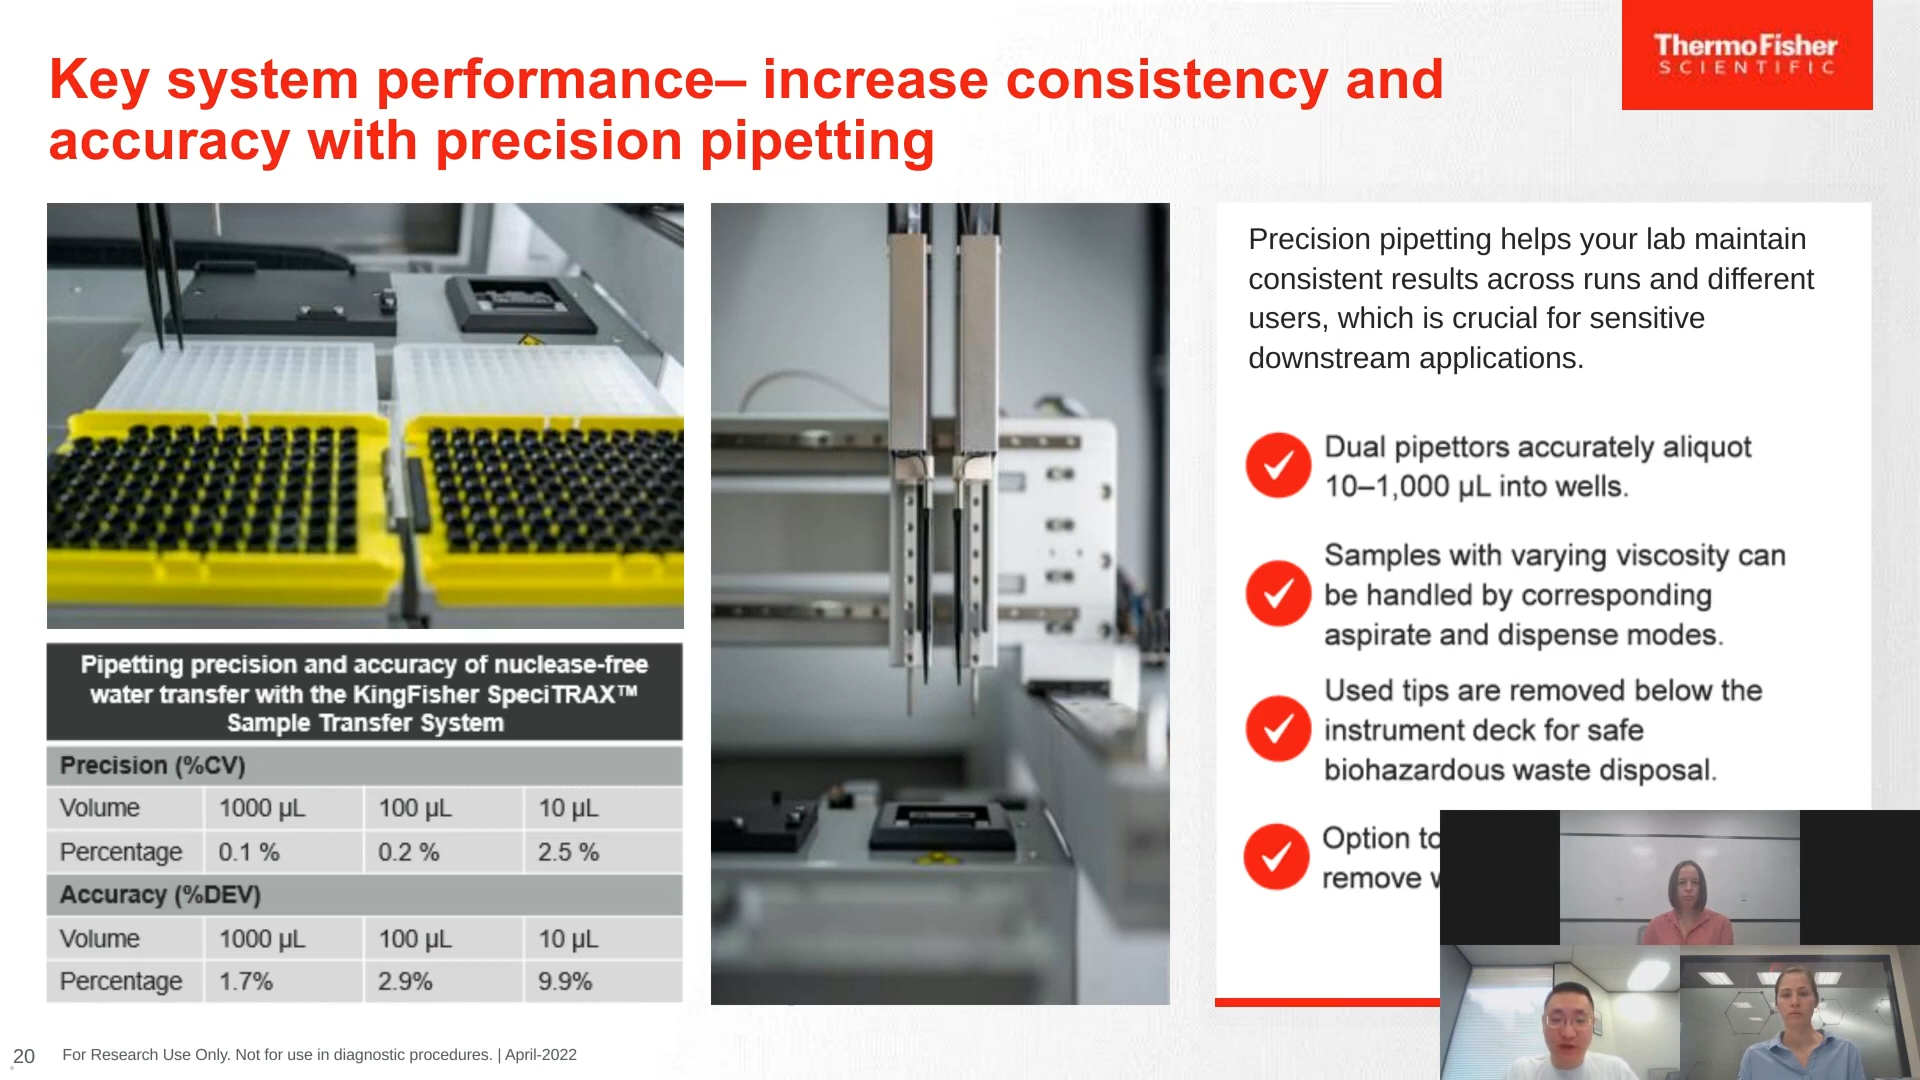 Key system performance– increase consistency and
accuracy with precision pipetting
ThermoFisher
SCIENTIFIC
Pipetting precision and accuracy of nuclease-free
water transfer with the KingFisher SpeciTRAX™
Sample Transfer System
Precision (%CV)
Volume 1000 µL 100 µL 10 µL
Percentage 0.1 % 0.2 % 2.5 %
Accuracy (%DEV)
Volume 1000 µL 100 µL 10 µL
Percentage 1.7% 2.9% 9.9%
Precision pipetting helps your lab maintain
consistent results across runs and different
users, which is crucial for sensitive
downstream applications.
Dual pipettors accurately aliquot
10–1,000 µL into wells.
Samples with varying viscosity can
be handled by corresponding
aspirate and dispense modes.
Used tips are removed below the
instrument deck for safe
biohazardous waste disposal.
Option to
remove
20 For Research Use Only. Not for use in diagnostic procedures. | April-2022